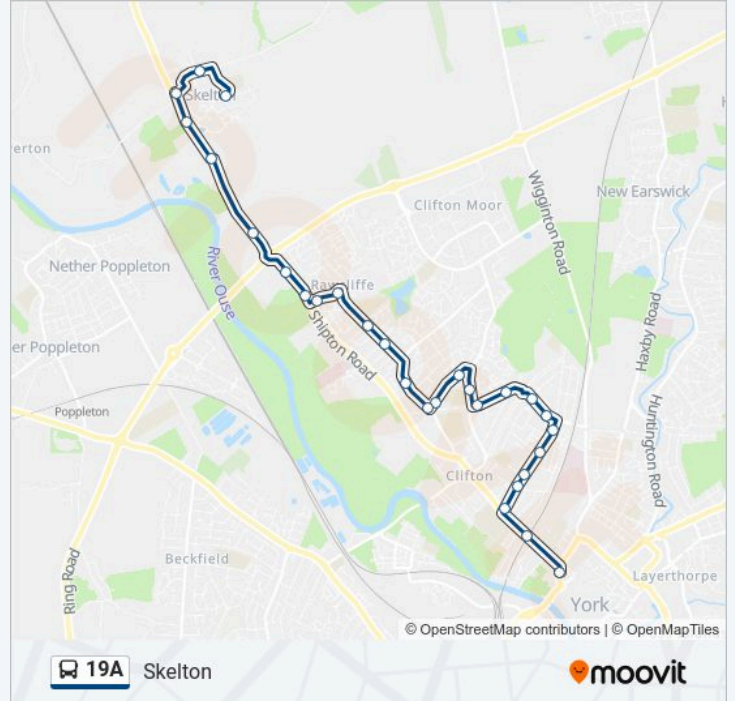 Skelton
erton
Clifton Moor
Wigginton Road
New Earswick
Nether Poppleton
River Ouse
Rawcliffe
er Poppleton
Shipton Road
Haxby Road
Poppleton
Huntington Road
Clifton
Beckfield
Ring Road
Layerthorpe
York
© OpenStreetMap contributors | © OpenMapTiles
19A Skelton
moovit